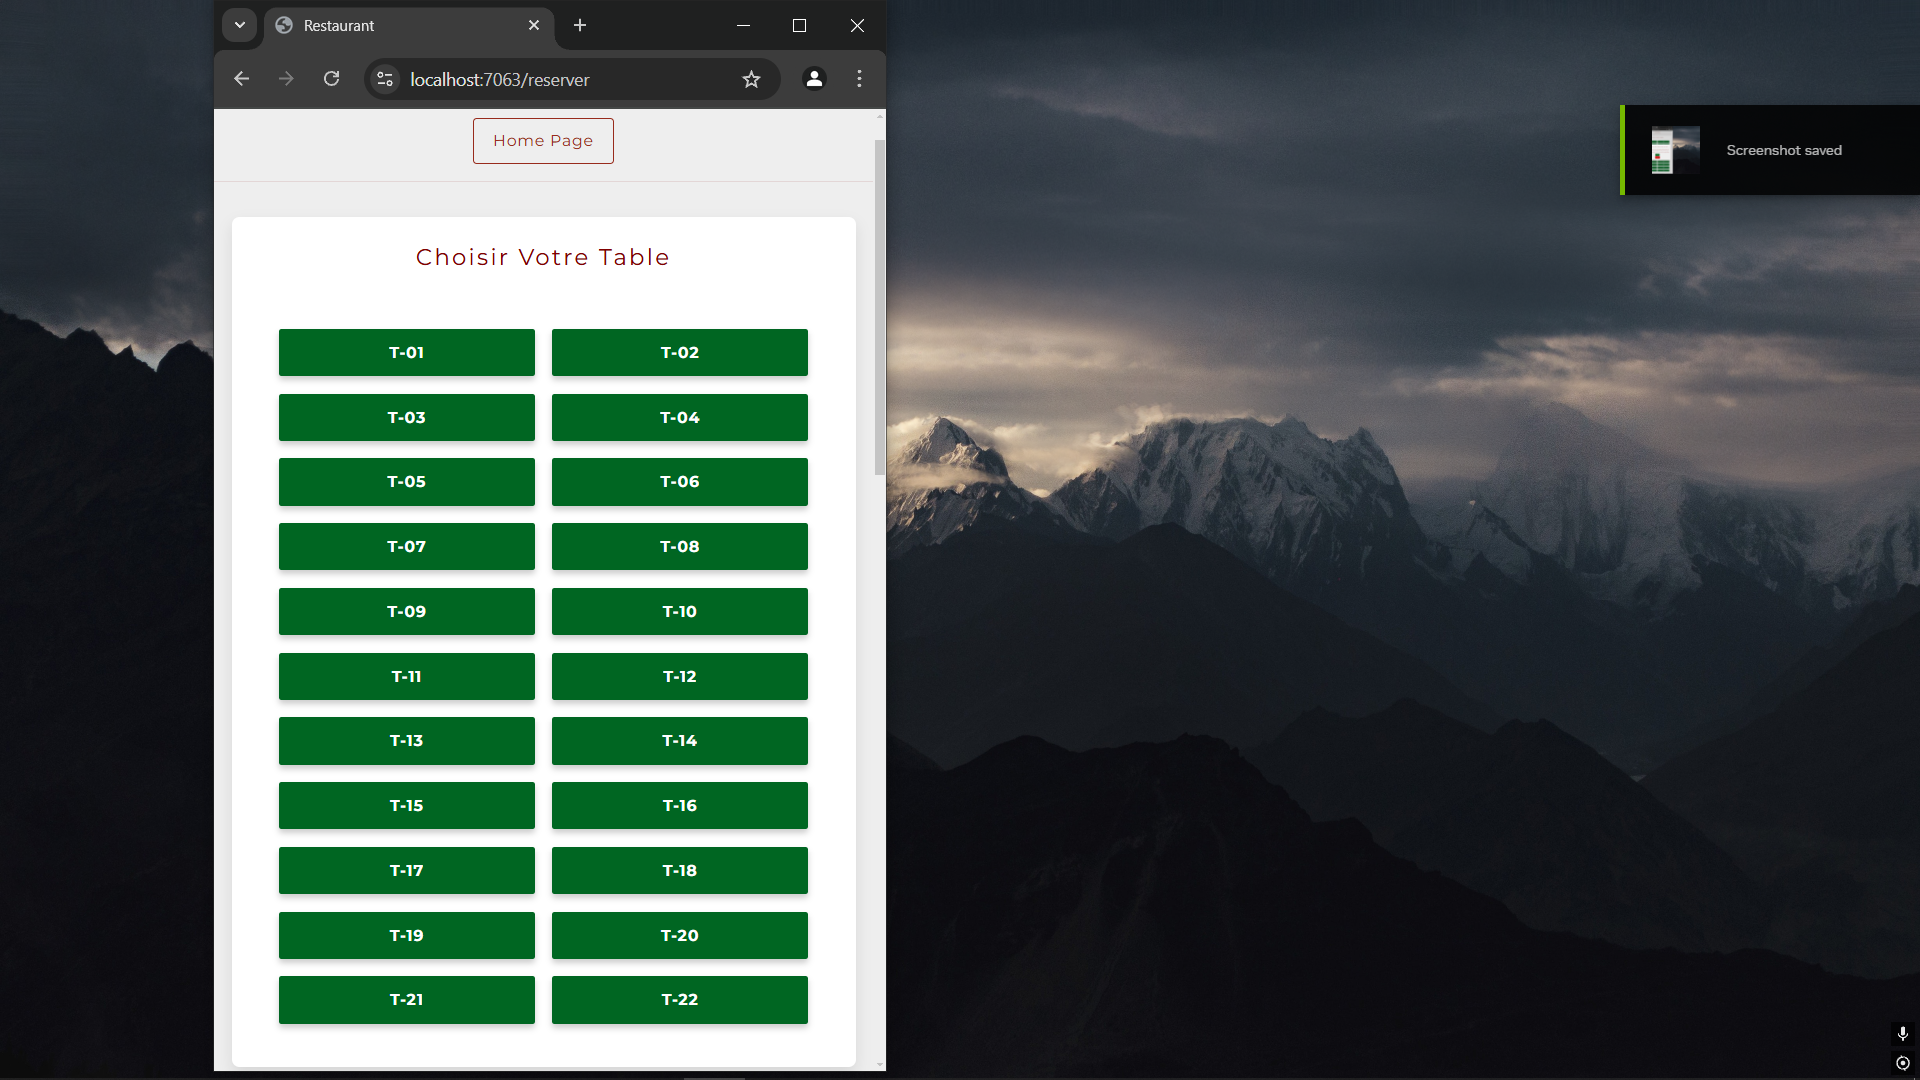 Restaurant
localhost:7063/reserver
Home Page
Screenshot saved
Choisir Votre Table
T-01 T-02
T-03 T-04
T-05 T-06
T-07 T-08
T-09 T-10
T-11 T-12
T-13 T-14
T-15 T-16
T-17 T-18
T-19 T-20
T-21 T-22